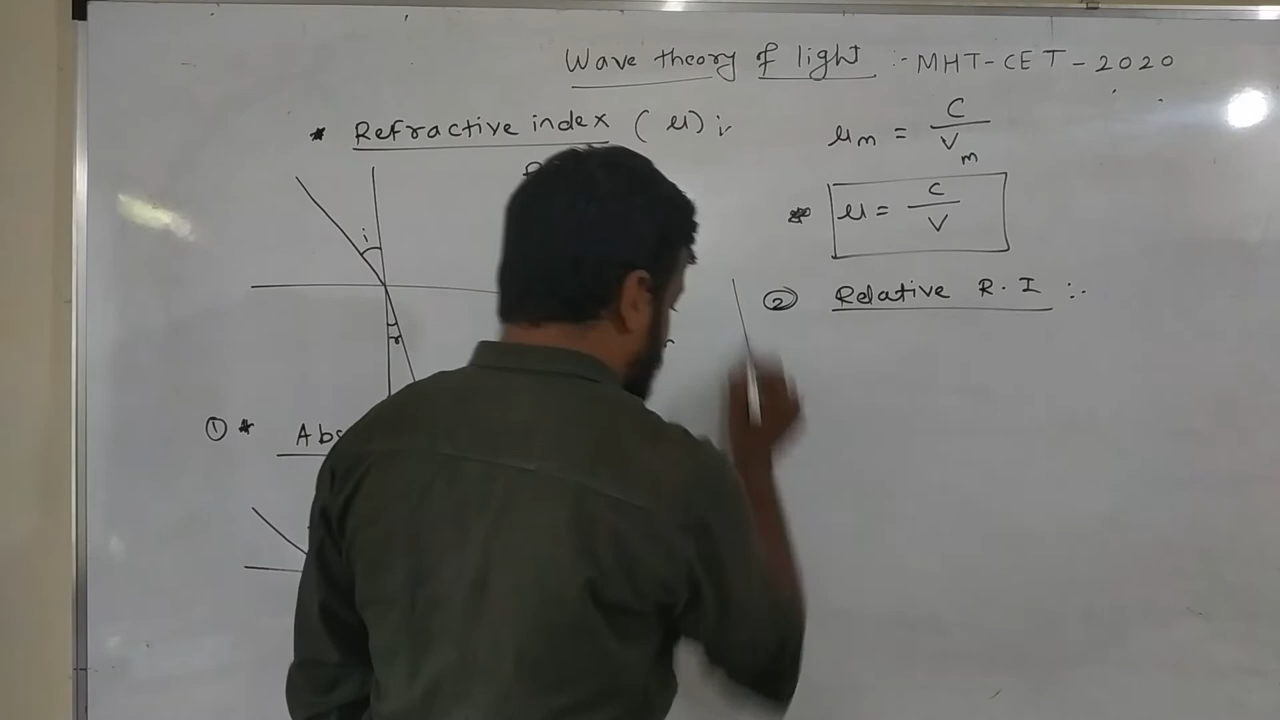 Wave theory of light :- MHT-CET-2020
* Refractive index (μ) :-
i
r
① * Abs
μm = C/Vm
* μ = C/V
② Relative R.I :-